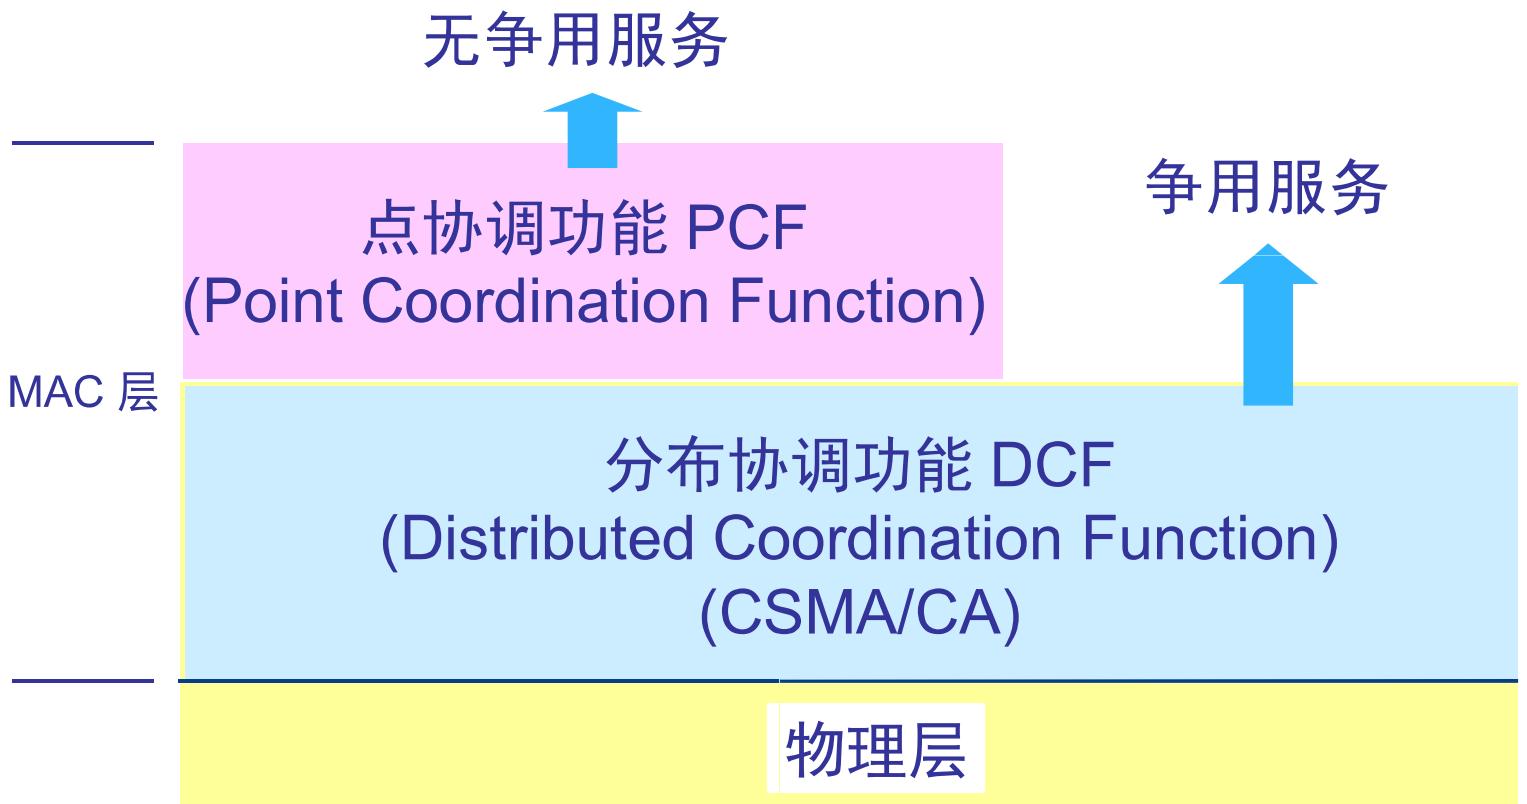 无争用服务
争用服务
点协调功能 PCF
(Point Coordination Function)
MAC 层
分布协调功能 DCF
(Distributed Coordination Function)
(CSMA/CA)
物理层